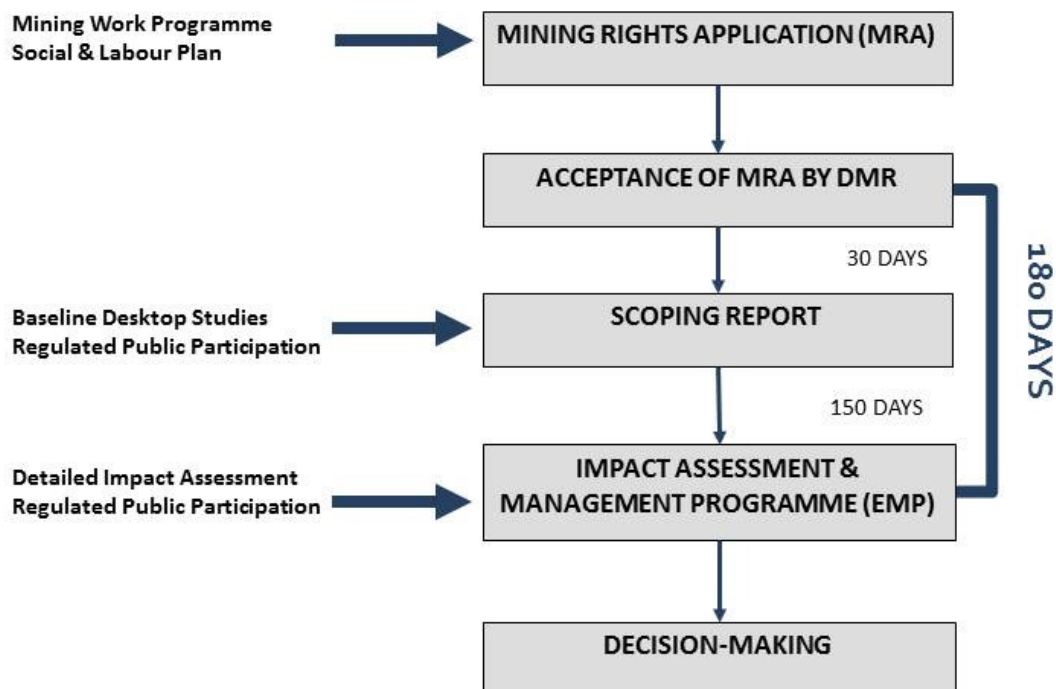 Mining Work Programme
Social & Labour Plan
MINING RIGHTS APPLICATION (MRA)
ACCEPTANCE OF MRA BY DMR
30 DAYS
180 DAYS
Baseline Desktop Studies
Regulated Public Participation
SCOPING REPORT
150 DAYS
Detailed Impact Assessment
Regulated Public Participation
IMPACT ASSESSMENT &
MANAGEMENT PROGRAMME (EMP)
DECISION-MAKING